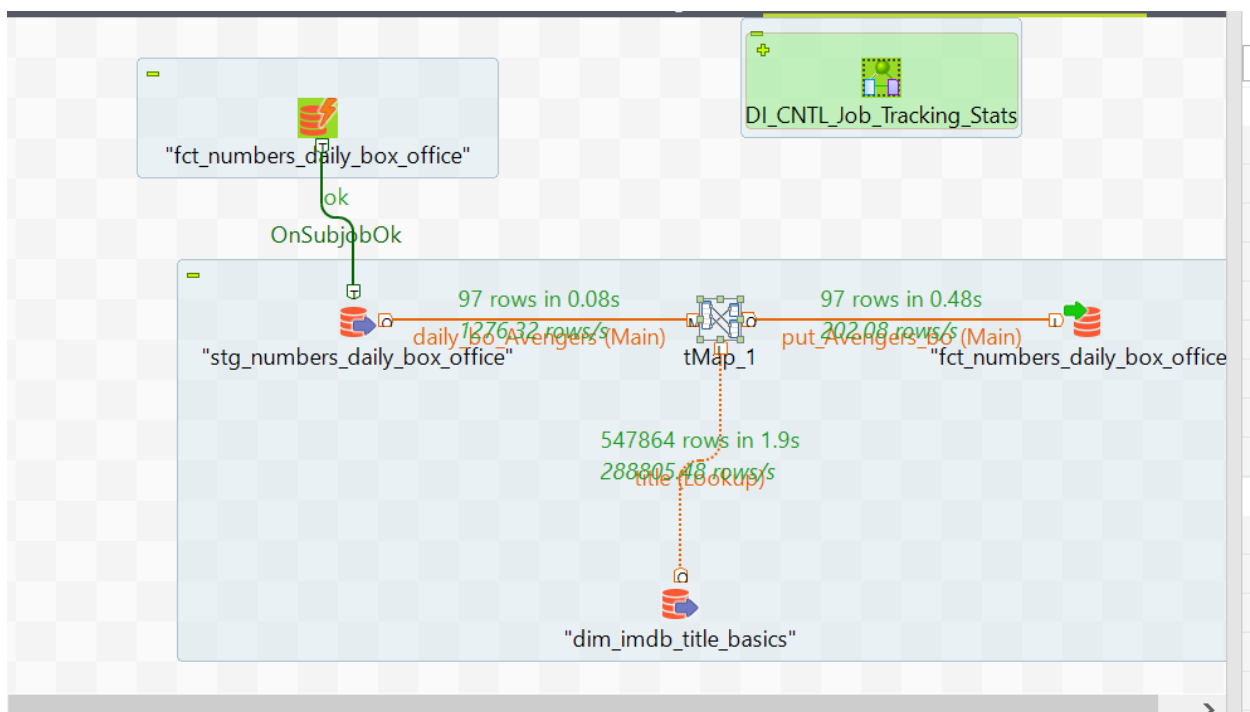 DI_CNTL_Job_Tracking_Stats
"fct_numbers_daily_box_office"
ok
OnSubjobOk
97 rows in 0.08s
1276.32 rows/s
daily_bo_Avengers (Main)
"stg_numbers_daily_box_office"
tMap_1
97 rows in 0.48s
202.08 rows/s
put_Avengers_bo (Main)
"fct_numbers_daily_box_office
547864 rows in 1.9s
288805.48 rows/s
title (Lookup)
"dim_imdb_title_basics"